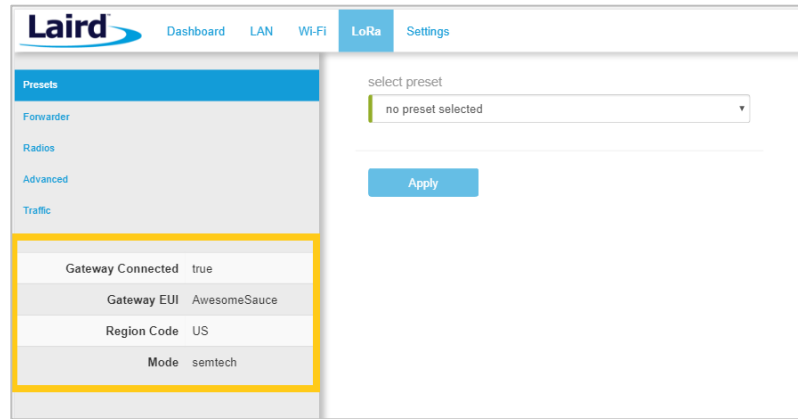 Laird™ Dashboard LAN Wi-Fi LoRa Settings
Presets
Forwarder
Radios
Advanced
Traffic
Gateway Connected true
Gateway EUI AwesomeSauce
Region Code US
Mode semtech
select preset
no preset selected
Apply